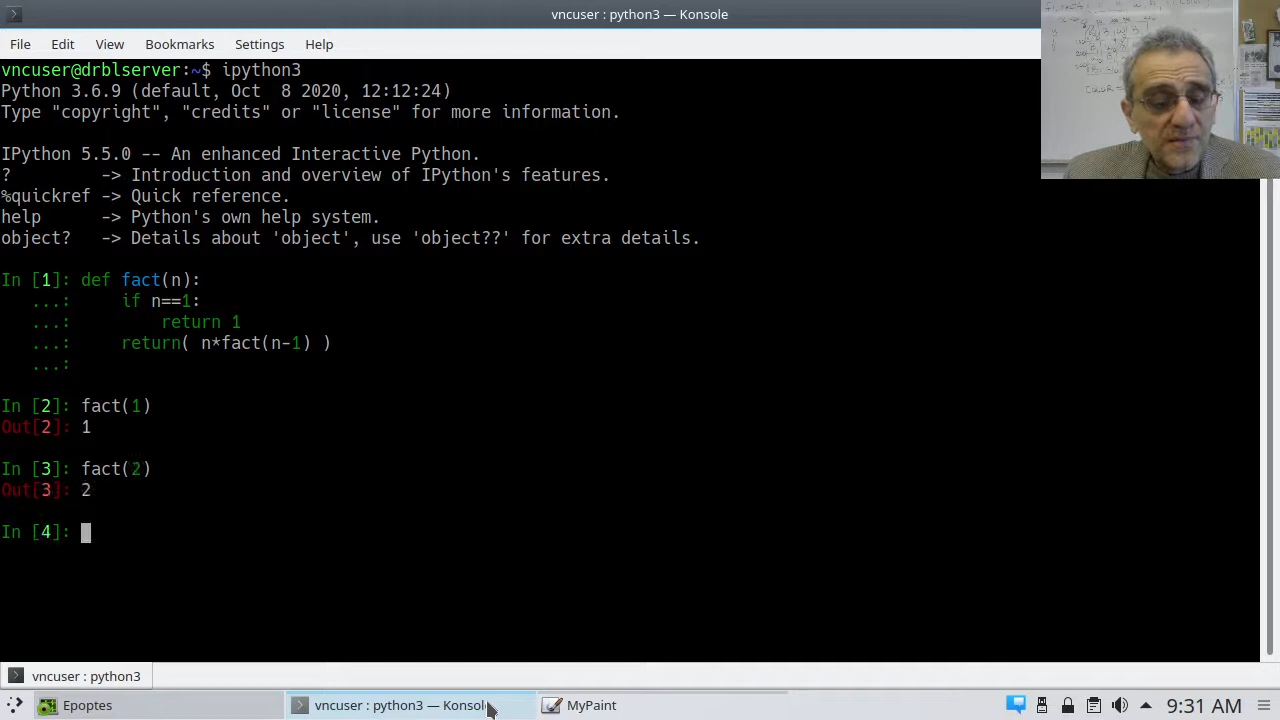 vncuser : python3 — Konsole
File Edit View Bookmarks Settings Help
vncuser@drblserver:~$ ipython3
Python 3.6.9 (default, Oct  8 2020, 12:12:24)
Type "copyright", "credits" or "license" for more information.
IPython 5.5.0 -- An enhanced Interactive Python.
?         -> Introduction and overview of IPython's features.
%quickref -> Quick reference.
help      -> Python's own help system.
object?   -> Details about 'object', use 'object??' for extra details.
In [1]: def fact(n):
   ...:     if n==1:
   ...:         return 1
   ...:     return( n*fact(n-1) )
   ...:
In [2]: fact(1)
Out[2]: 1
In [3]: fact(2)
Out[3]: 2
In [4]:
vncuser : python3
Epoptes
vncuser : python3 — Konsole
MyPaint
9:31 AM